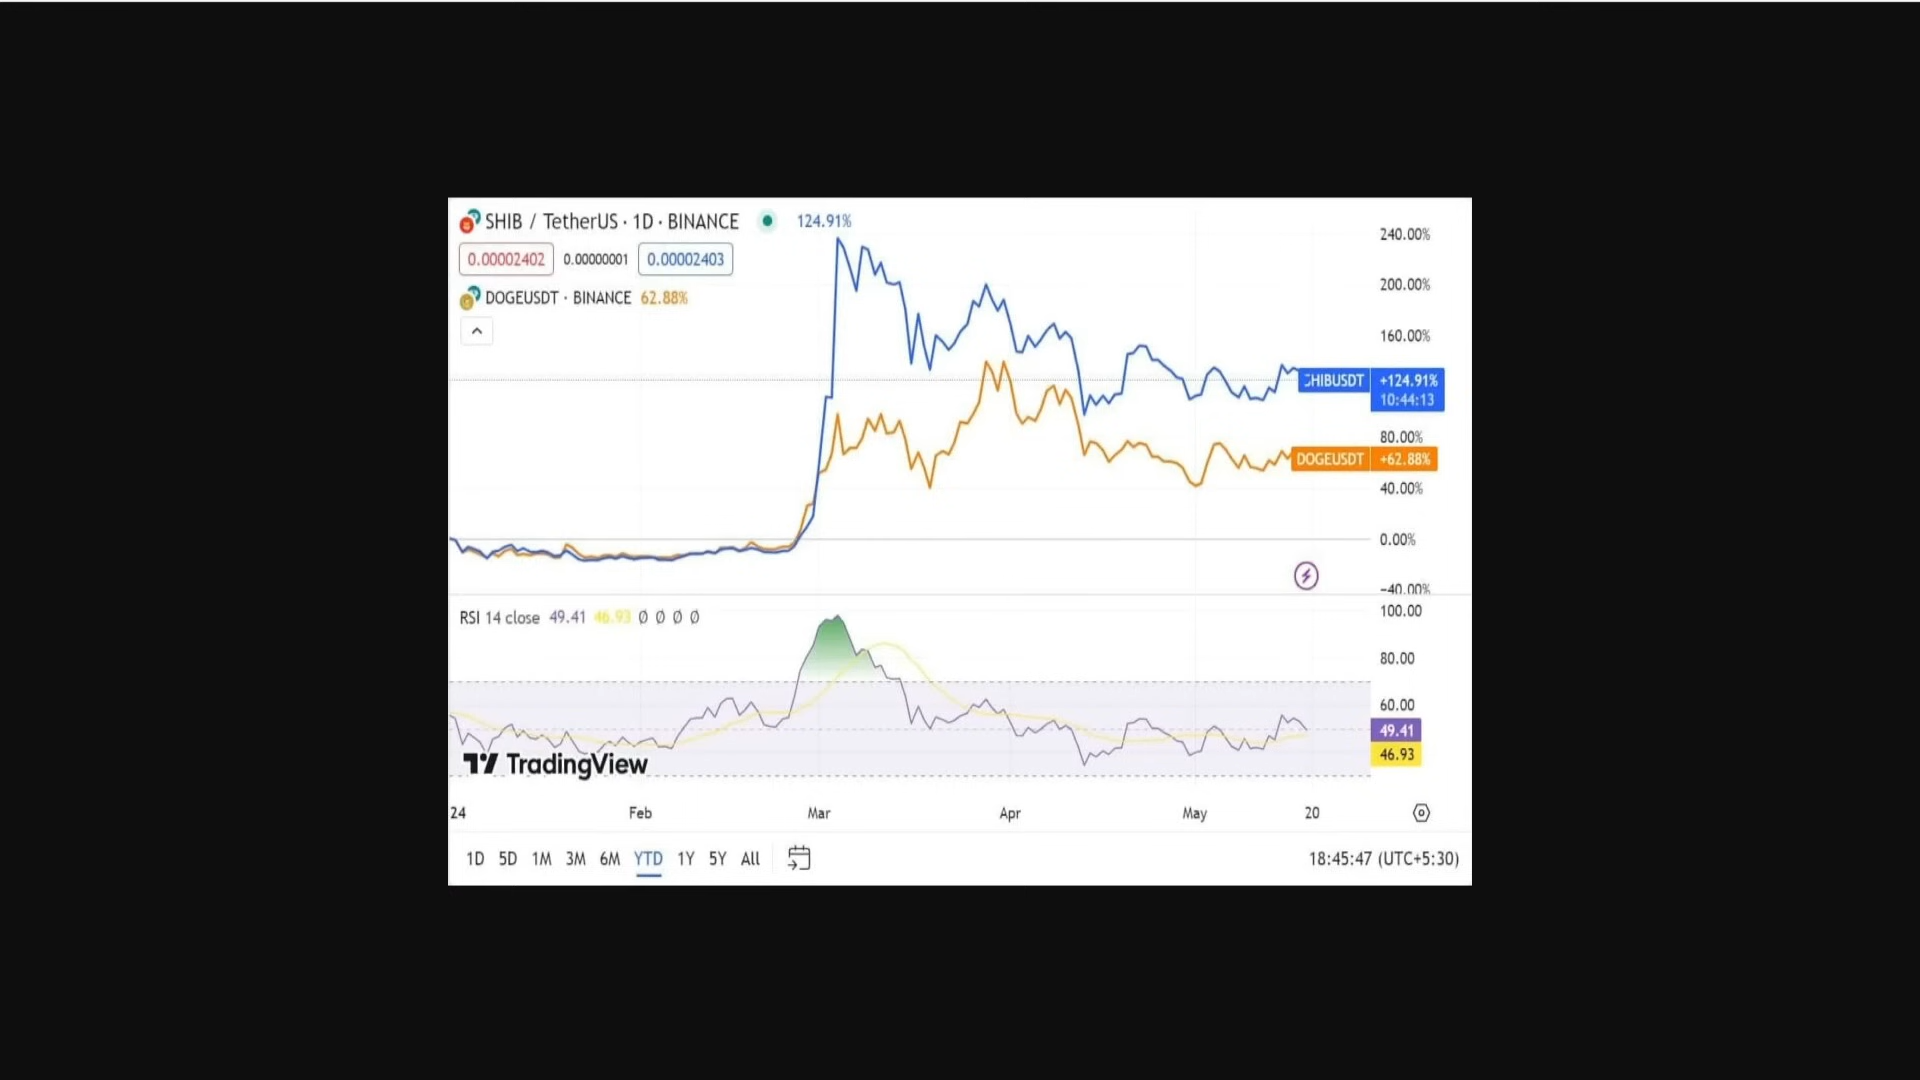 SHIB / TetherUS · 1D · BINANCE 124.91%
0.00002402 0.00000001 0.00002403
DOGEUSDT · BINANCE 62.88%
240.00%
200.00%
160.00%
SHIBUSDT +124.91%
10:44:13
80.00%
DOGEUSDT +62.88%
40.00%
0.00%
−40.00%
RSI 14 close 49.41 46.93 Ø Ø Ø Ø
100.00
80.00
60.00
49.41
46.93
TradingView
24 Feb Mar Apr May 20
1D 5D 1M 3M 6M YTD 1Y 5Y All
18:45:47 (UTC+5:30)